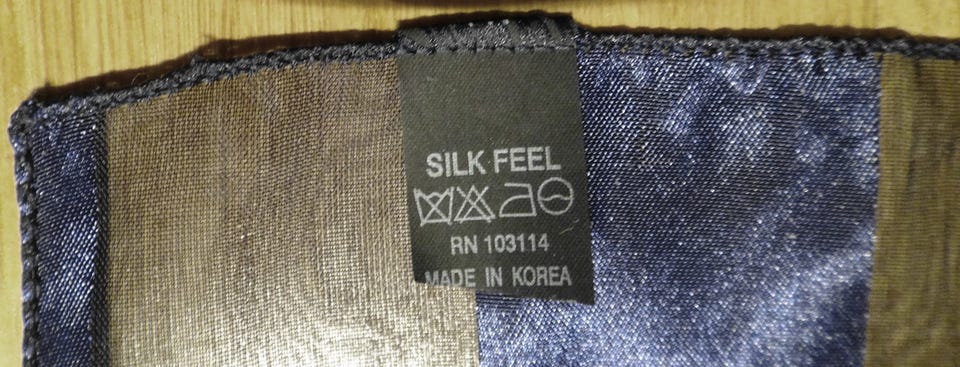 SILK FEEL
RN 103114
MADE IN KOREA